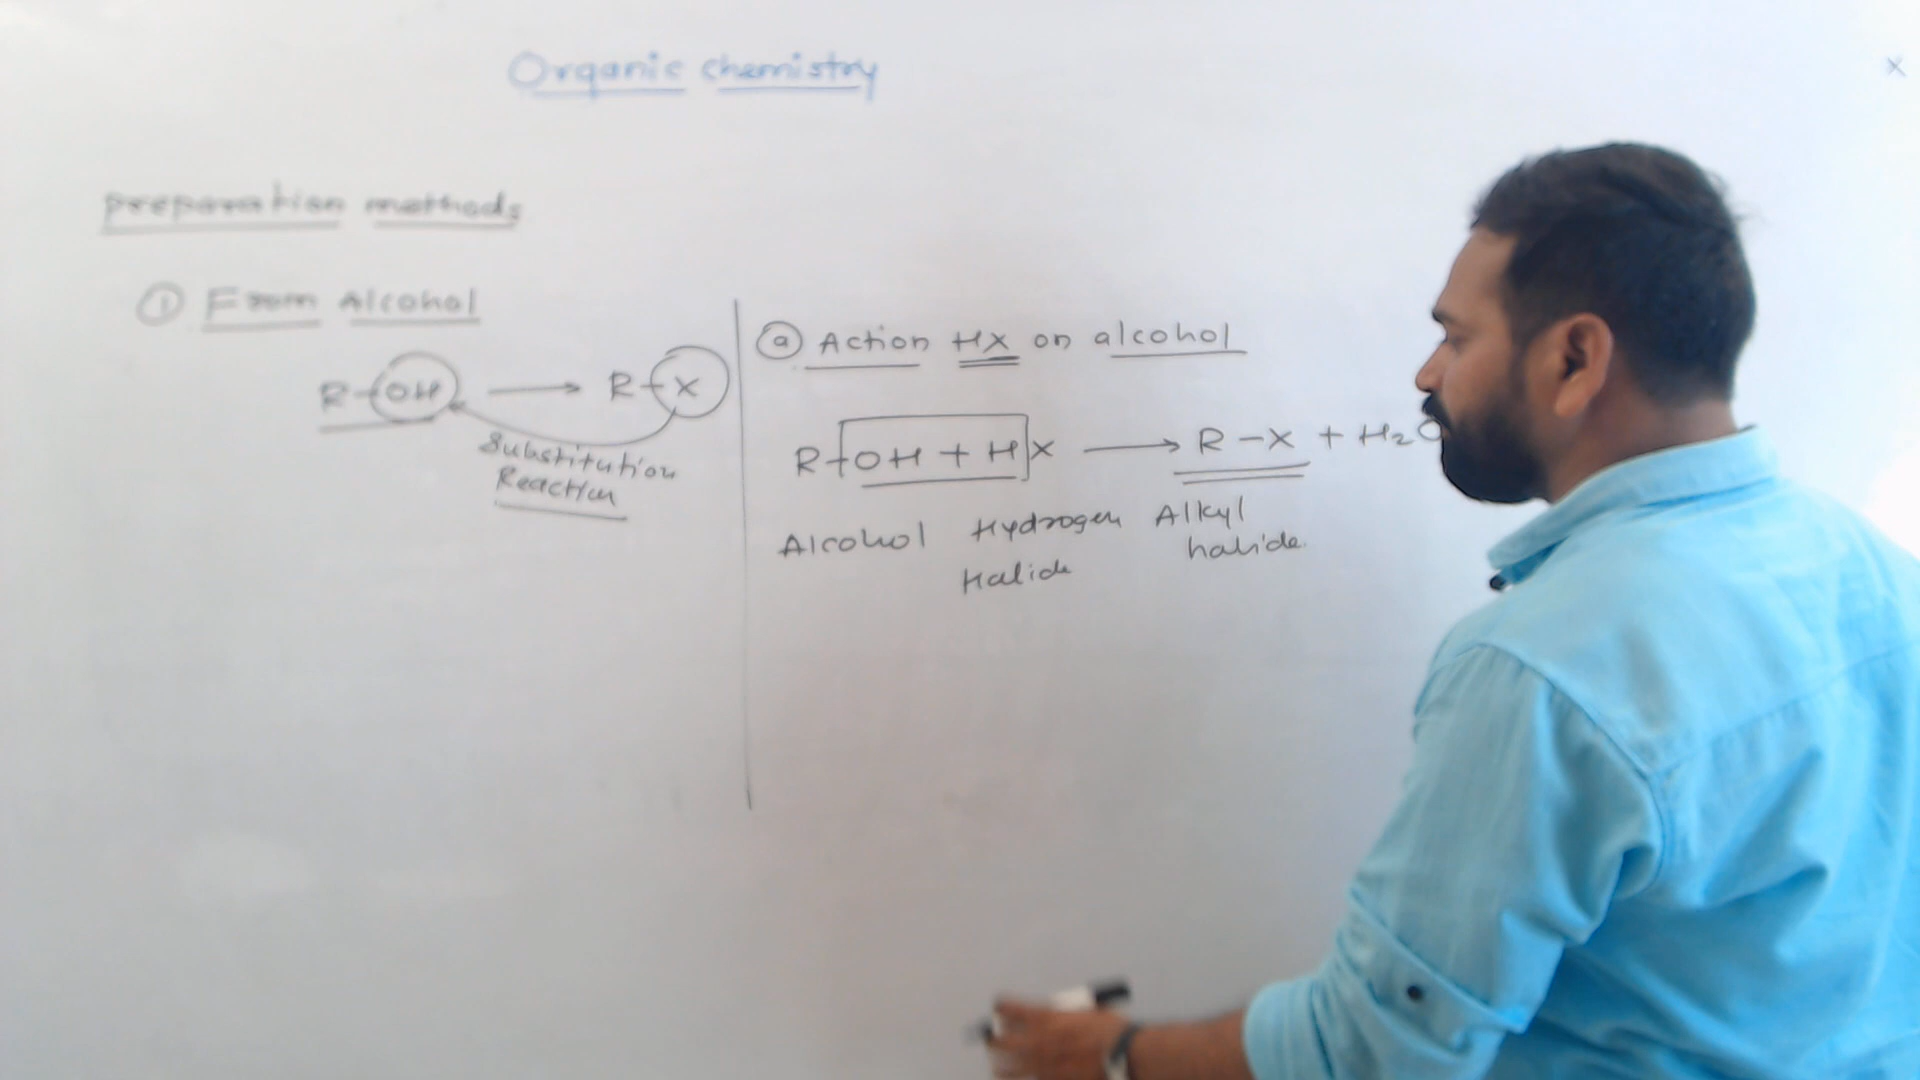 Organic chemistry
preparation methods
① From Alcohol
R-OH ⟶ R-X
Substitution
Reaction
ⓐ Action HX on alcohol
R-OH + HX ⟶ R-X + H₂O
Alcohol Hydrogen Halide Alkyl halide
x